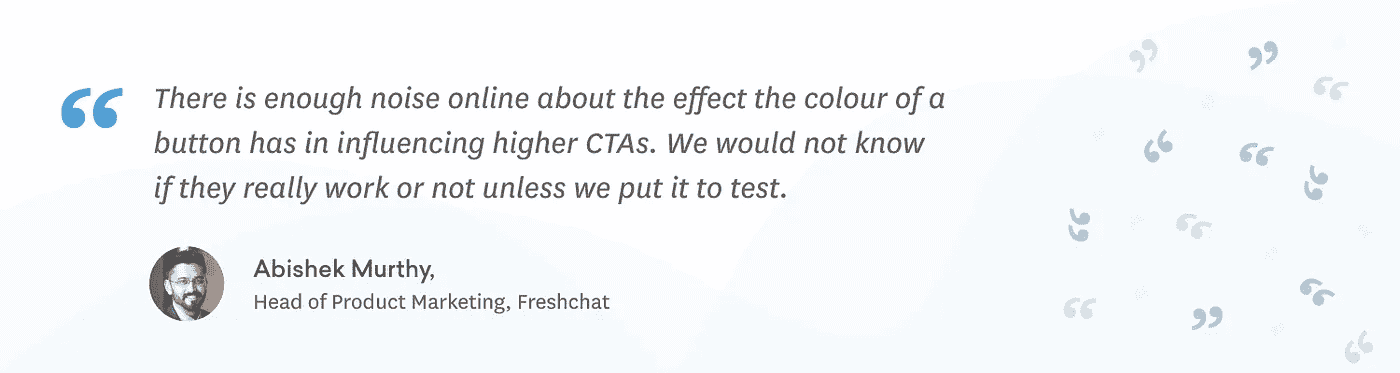 There is enough noise online about the effect the colour of a
button has in influencing higher CTAs. We would not know
if they really work or not unless we put it to test.
Abishek Murthy,
Head of Product Marketing, Freshchat